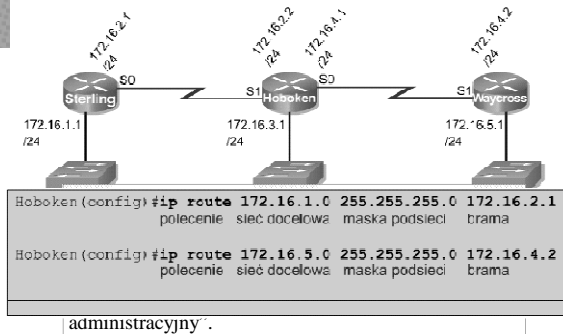 172.16.2.1
/24
172.16.2.2
/24
172.16.4.1
/24
172.16.4.2
/24
S0
S1
S0
S1
Sterling
Hoboken
Waycross
172.16.1.1
/24
172.16.3.1
/24
172.16.5.1
/24
Hoboken(config)#ip route 172.16.1.0 255.255.255.0 172.16.2.1
polecenie sieć docelowa maska podsieci brama
Hoboken(config)#ip route 172.16.5.0 255.255.255.0 172.16.4.2
polecenie sieć docelowa maska podsieci brama
administracyjny”.